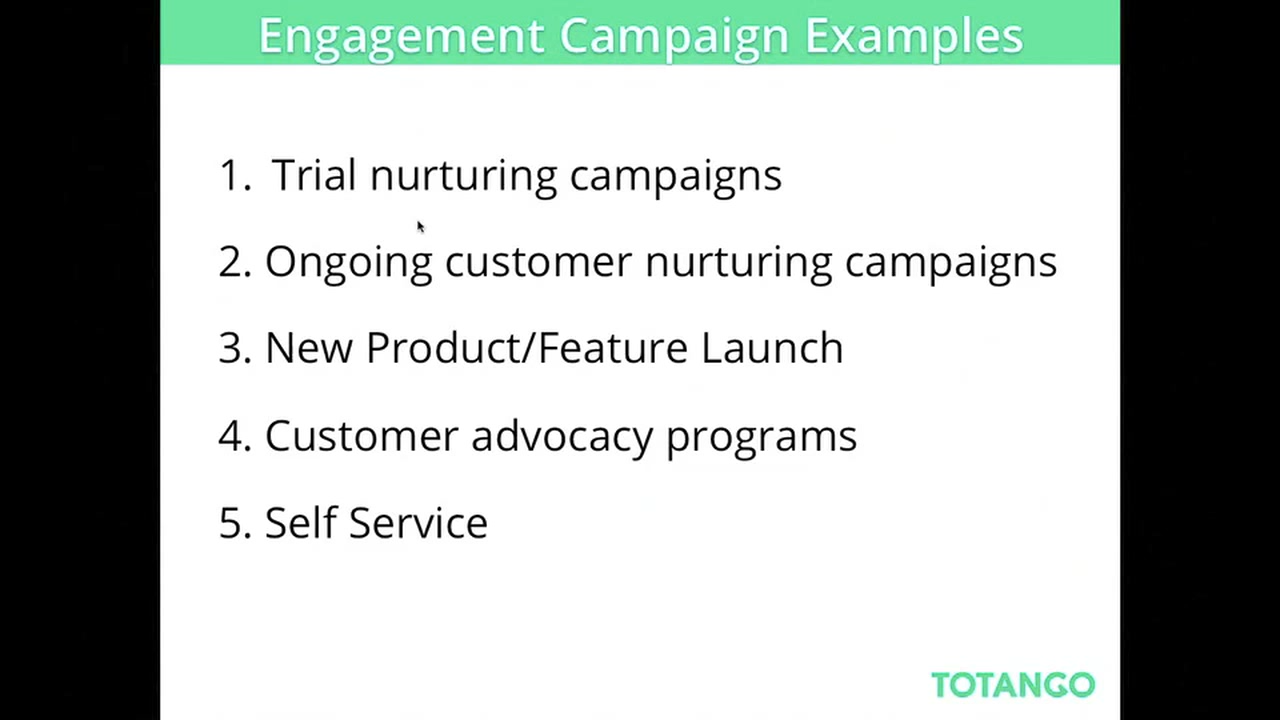 Engagement Campaign Examples
1. Trial nurturing campaigns
2. Ongoing customer nurturing campaigns
3. New Product/Feature Launch
4. Customer advocacy programs
5. Self Service
TOTANGO